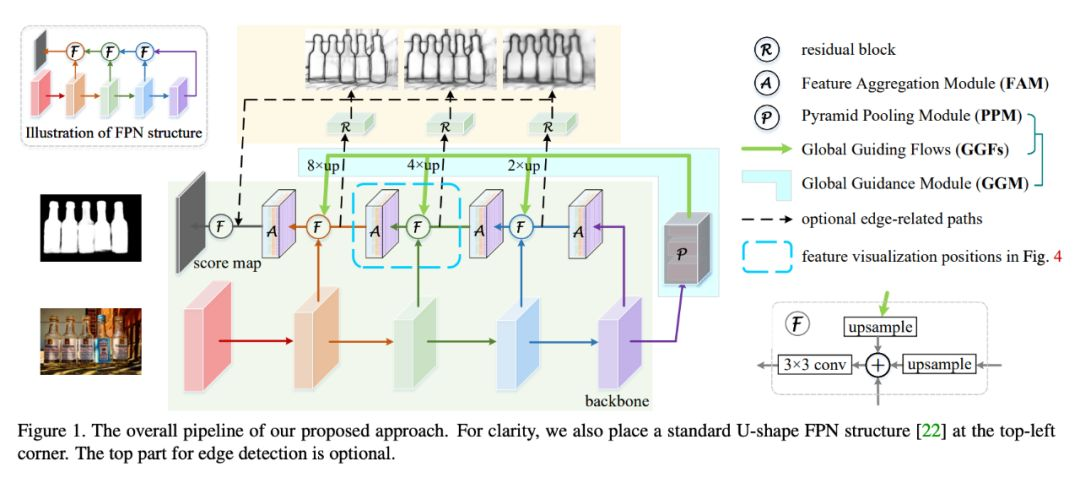 F F F
Illustration of FPN structure
R R R
8×up 4×up 2×up
F A F A F A F A
P
score map
backbone
R residual block
A Feature Aggregation Module (FAM)
P Pyramid Pooling Module (PPM)
Global Guiding Flows (GGFs)
Global Guidance Module (GGM)
optional edge-related paths
feature visualization positions in Fig. 4
F
upsample
3×3 conv + upsample
Figure 1. The overall pipeline of our proposed approach. For clarity, we also place a standard U-shape FPN structure [22] at the top-left
corner. The top part for edge detection is optional.